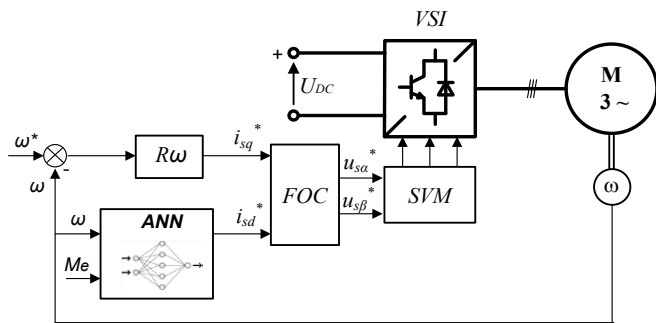 VSI
+
U_DC
M
3 ~
ω*
-
ω
Rω
i_sq*
FOC
u_sα*
u_sβ*
SVM
ω
ω
Me
ANN
i_sd*